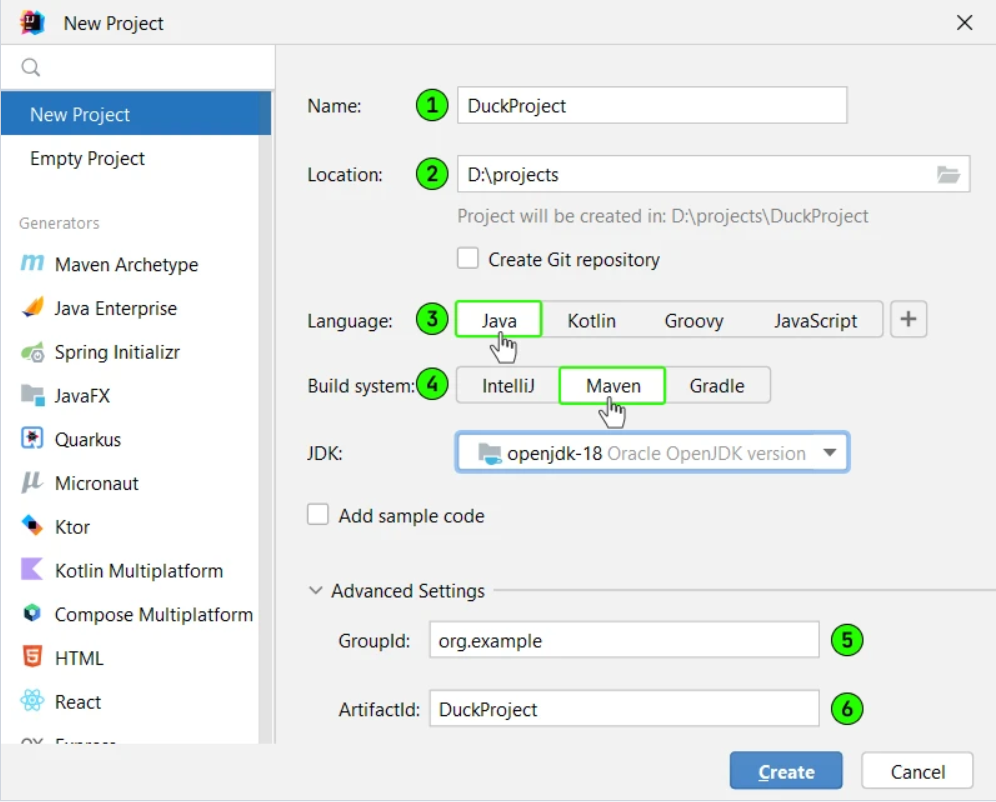 New Project
New Project
Empty Project
Generators
Maven Archetype
Java Enterprise
Spring Initializr
JavaFX
Quarkus
Micronaut
Ktor
Kotlin Multiplatform
Compose Multiplatform
HTML
React
Express
Name: 1 DuckProject
Location: 2 D:\projects
Project will be created in: D:\projects\DuckProject
Create Git repository
Language: 3 Java Kotlin Groovy JavaScript +
Build system: 4 IntelliJ Maven Gradle
JDK: openjdk-18 Oracle OpenJDK version
Add sample code
Advanced Settings
GroupId: org.example 5
ArtifactId: DuckProject 6
Create Cancel